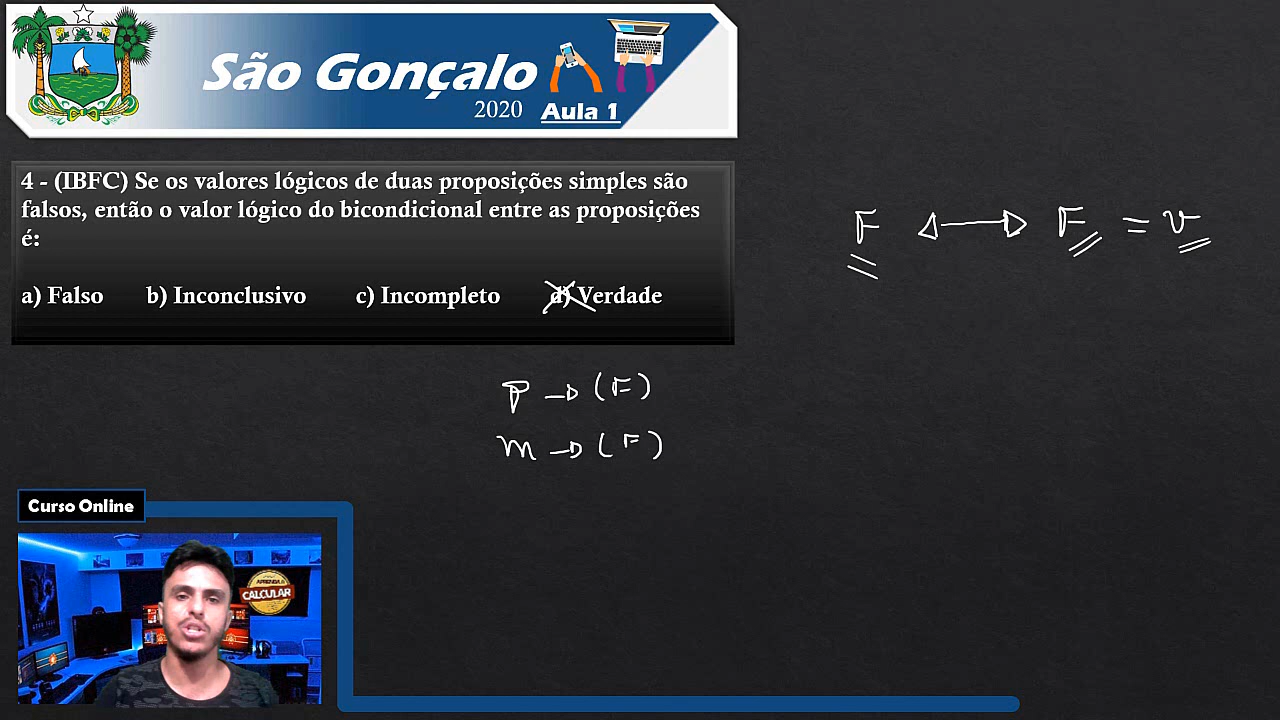 São Gonçalo
2020 Aula 1
4 - (IBFC) Se os valores lógicos de duas proposições simples são
falsos, então o valor lógico do bicondicional entre as proposições
é:
a) Falso b) Inconclusivo c) Incompleto d) Verdade
F ↔ F = V
P → (F)
m → (F)
Curso Online
APRENDA A
CALCULAR